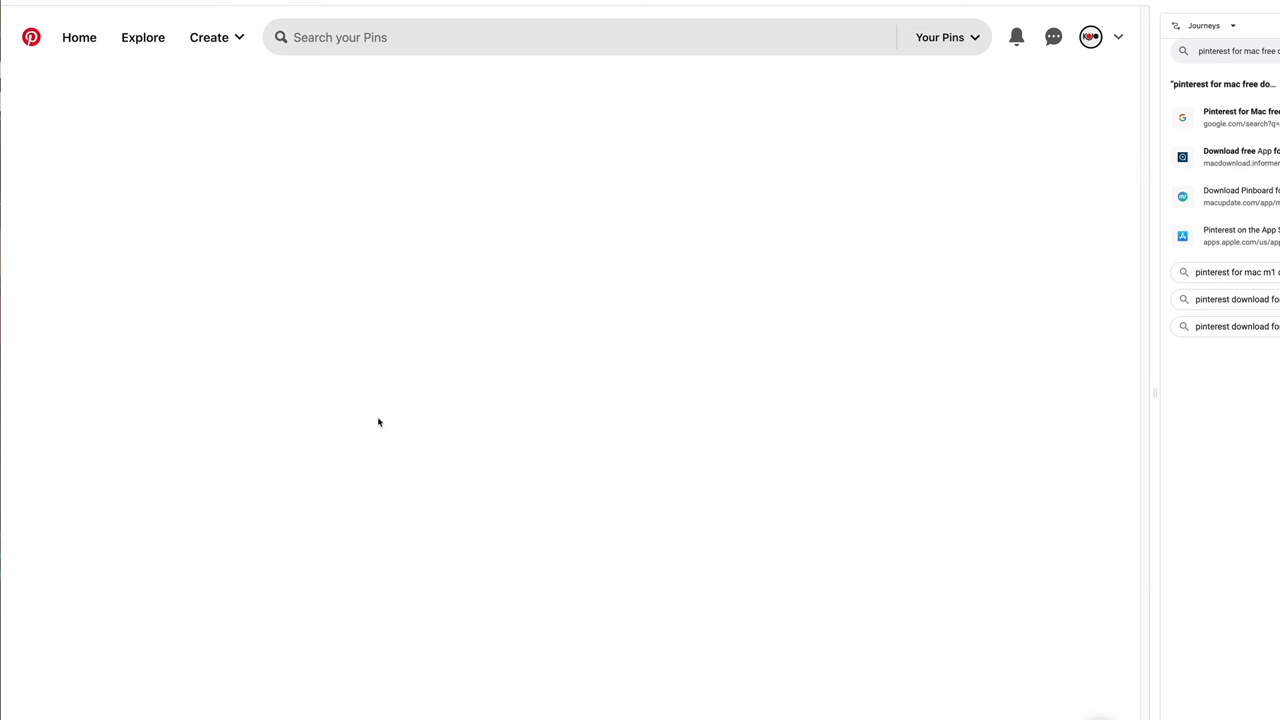 Home
Explore
Create
Search your Pins
Your Pins
KOJO
Journeys
pinterest for mac free
"pinterest for mac free do...
Pinterest for Mac free
google.com/search?q=
Download free App fo
macdownload.informer
Download Pinboard fo
macupdate.com/app/m
Pinterest on the App S
apps.apple.com/us/app
pinterest for mac m1
pinterest download fo
pinterest download fo